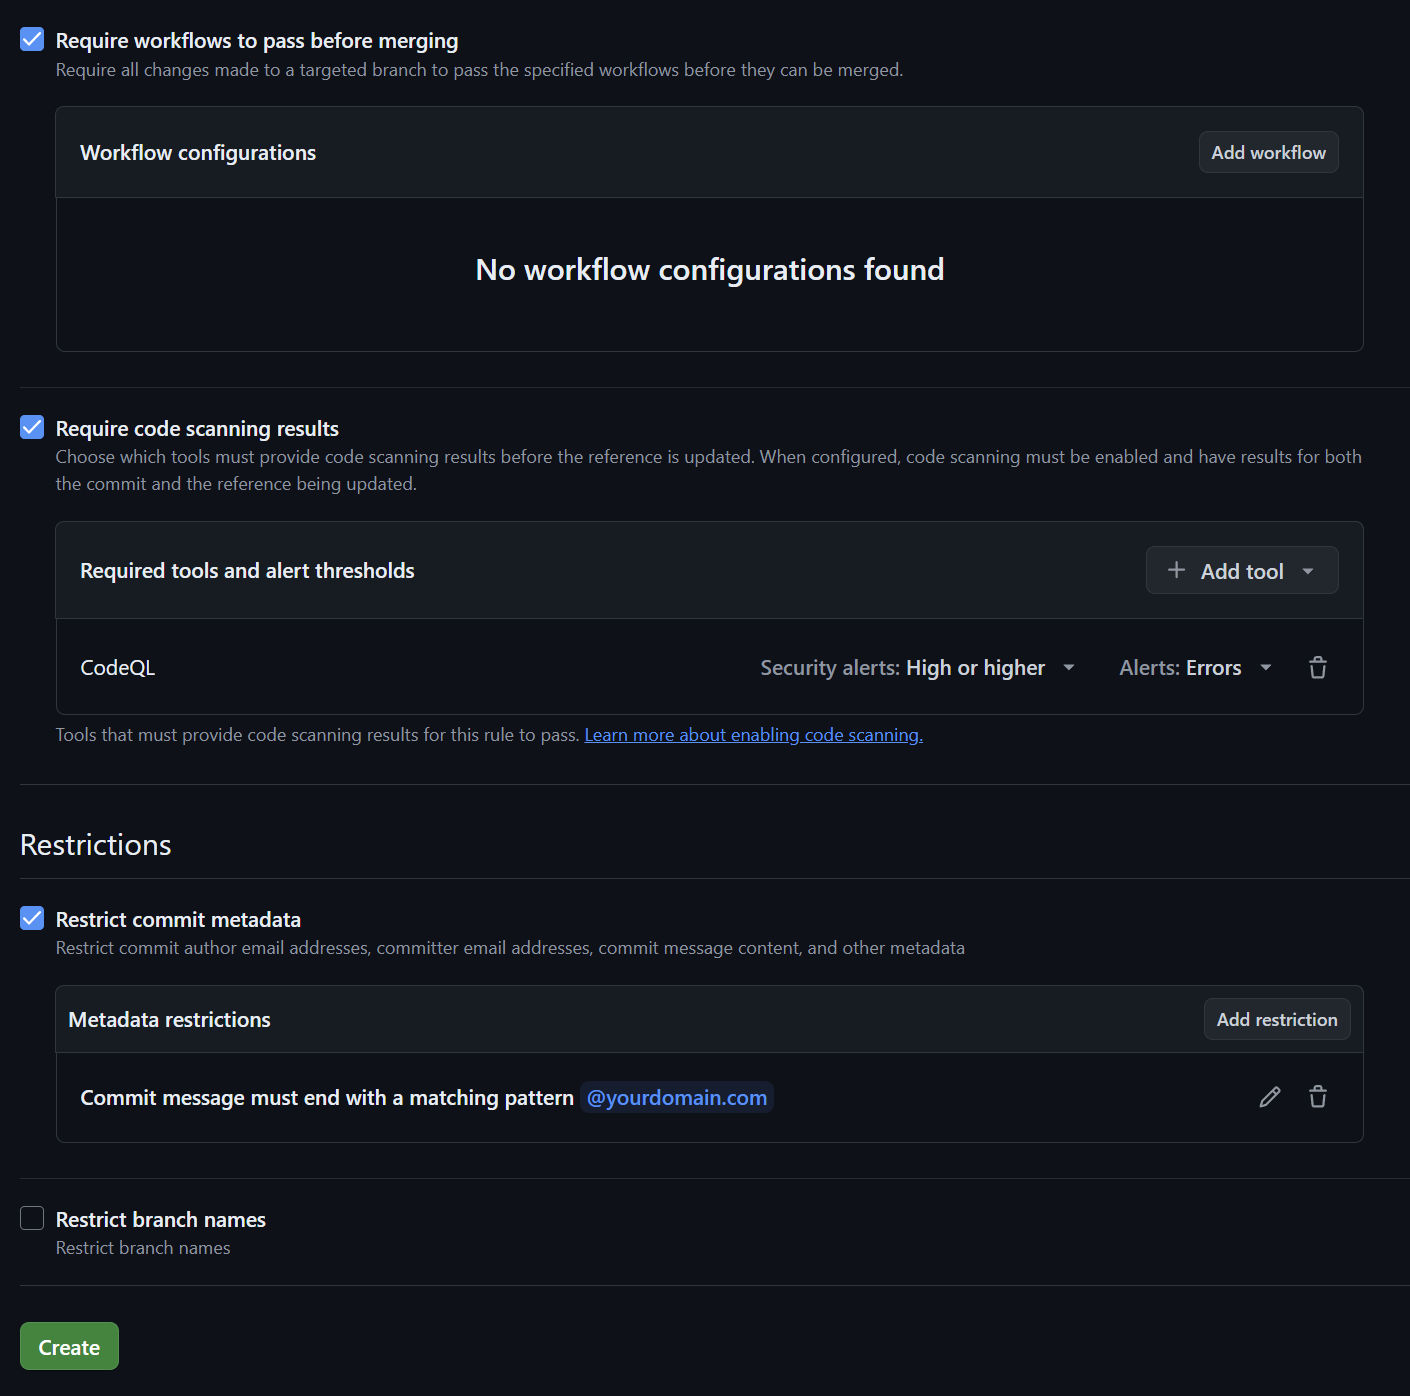 Require workflows to pass before merging
Require all changes made to a targeted branch to pass the specified workflows before they can be merged.
Workflow configurations
Add workflow
No workflow configurations found
Require code scanning results
Choose which tools must provide code scanning results before the reference is updated. When configured, code scanning must be enabled and have results for both
the commit and the reference being updated.
Required tools and alert thresholds
Add tool
CodeQL
Security alerts: High or higher
Alerts: Errors
Tools that must provide code scanning results for this rule to pass. Learn more about enabling code scanning.
Restrictions
Restrict commit metadata
Restrict commit author email addresses, committer email addresses, commit message content, and other metadata
Metadata restrictions
Add restriction
Commit message must end with a matching pattern @yourdomain.com
Restrict branch names
Restrict branch names
Create